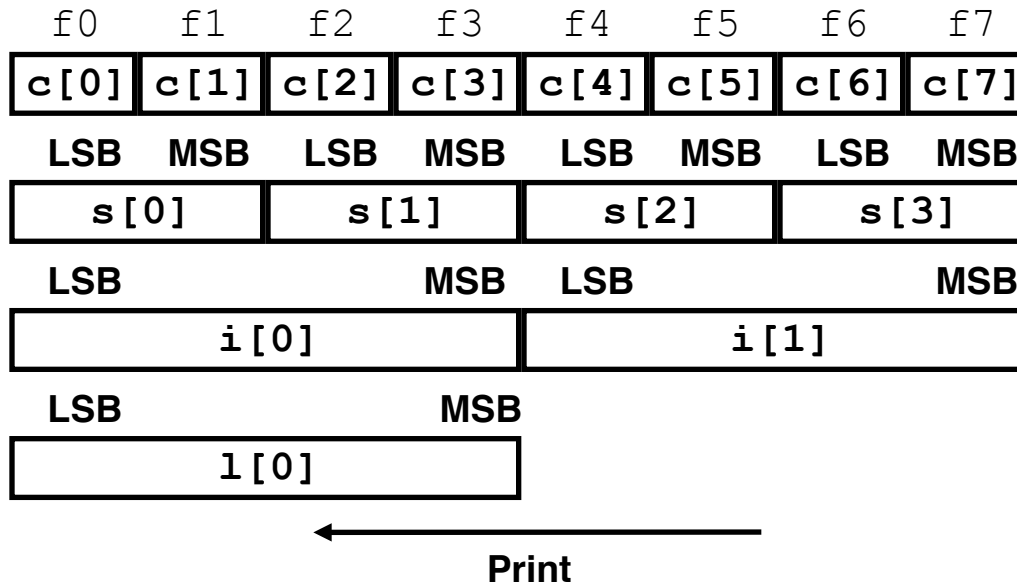 f0 f1 f2 f3 f4 f5 f6 f7
c[0] c[1] c[2] c[3] c[4] c[5] c[6] c[7]
LSB MSB LSB MSB LSB MSB LSB MSB
s[0] s[1] s[2] s[3]
LSB MSB LSB MSB
i[0] i[1]
LSB MSB
l[0]
Print